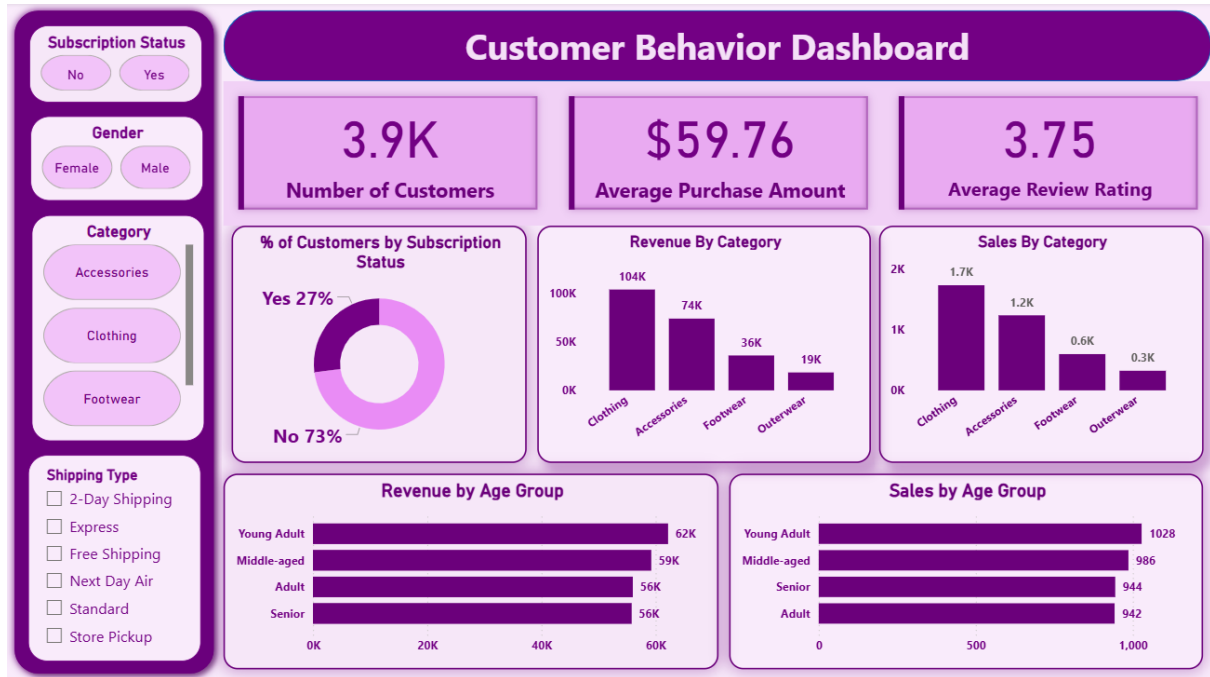 Subscription Status
No Yes
Gender
Female Male
Category
Accessories
Clothing
Footwear
Shipping Type
2-Day Shipping
Express
Free Shipping
Next Day Air
Standard
Store Pickup
Customer Behavior Dashboard
3.9K
Number of Customers
$59.76
Average Purchase Amount
3.75
Average Review Rating
% of Customers by Subscription
Status
Yes 27%
No 73%
Revenue By Category
100K
50K
0K
104K
74K
36K
19K
Clothing
Accessories
Footwear
Outerwear
Sales By Category
2K
1K
0K
1.7K
1.2K
0.6K
0.3K
Clothing
Accessories
Footwear
Outerwear
Revenue by Age Group
Young Adult 62K
Middle-aged 59K
Adult 56K
Senior 56K
0K 20K 40K 60K
Sales by Age Group
Young Adult 1028
Middle-aged 986
Senior 944
Adult 942
0 500 1,000